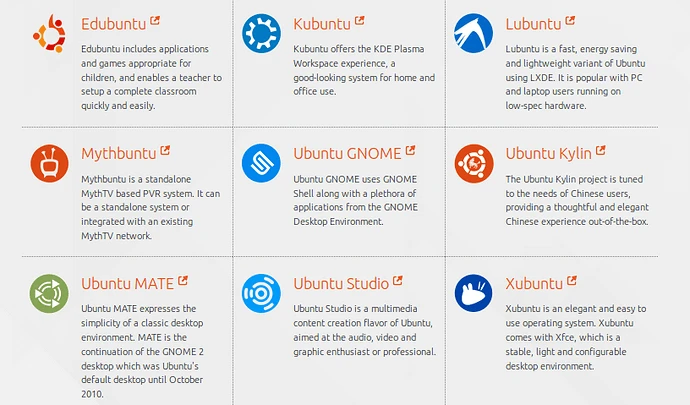 Edubuntu
Edubuntu includes applications
and games appropriate for
children, and enables a teacher to
setup a complete classroom
quickly and easily.
Kubuntu
Kubuntu offers the KDE Plasma
Workspace experience, a
good-looking system for home and
office use.
Lubuntu
Lubuntu is a fast, energy saving
and lightweight variant of Ubuntu
using LXDE. It is popular with PC
and laptop users running on
low-spec hardware.
Mythbuntu
Mythbuntu is a standalone
MythTV based PVR system. It can
be a standalone system or
integrated with an existing
MythTV network.
Ubuntu GNOME
Ubuntu GNOME uses GNOME
Shell along with a plethora of
applications from the GNOME
Desktop Environment.
Ubuntu Kylin
The Ubuntu Kylin project is tuned
to the needs of Chinese users,
providing a thoughtful and elegant
Chinese experience out-of-the-box.
Ubuntu MATE
Ubuntu MATE expresses the
simplicity of a classic desktop
environment. MATE is the
continuation of the GNOME 2
desktop which was Ubuntu's
default desktop until October
2010.
Ubuntu Studio
Ubuntu Studio is a multimedia
content creation flavor of Ubuntu,
aimed at the audio, video and
graphic enthusiast or professional.
Xubuntu
Xubuntu is an elegant and easy to
use operating system. Xubuntu
comes with Xfce, which is a
stable, light and configurable
desktop environment.